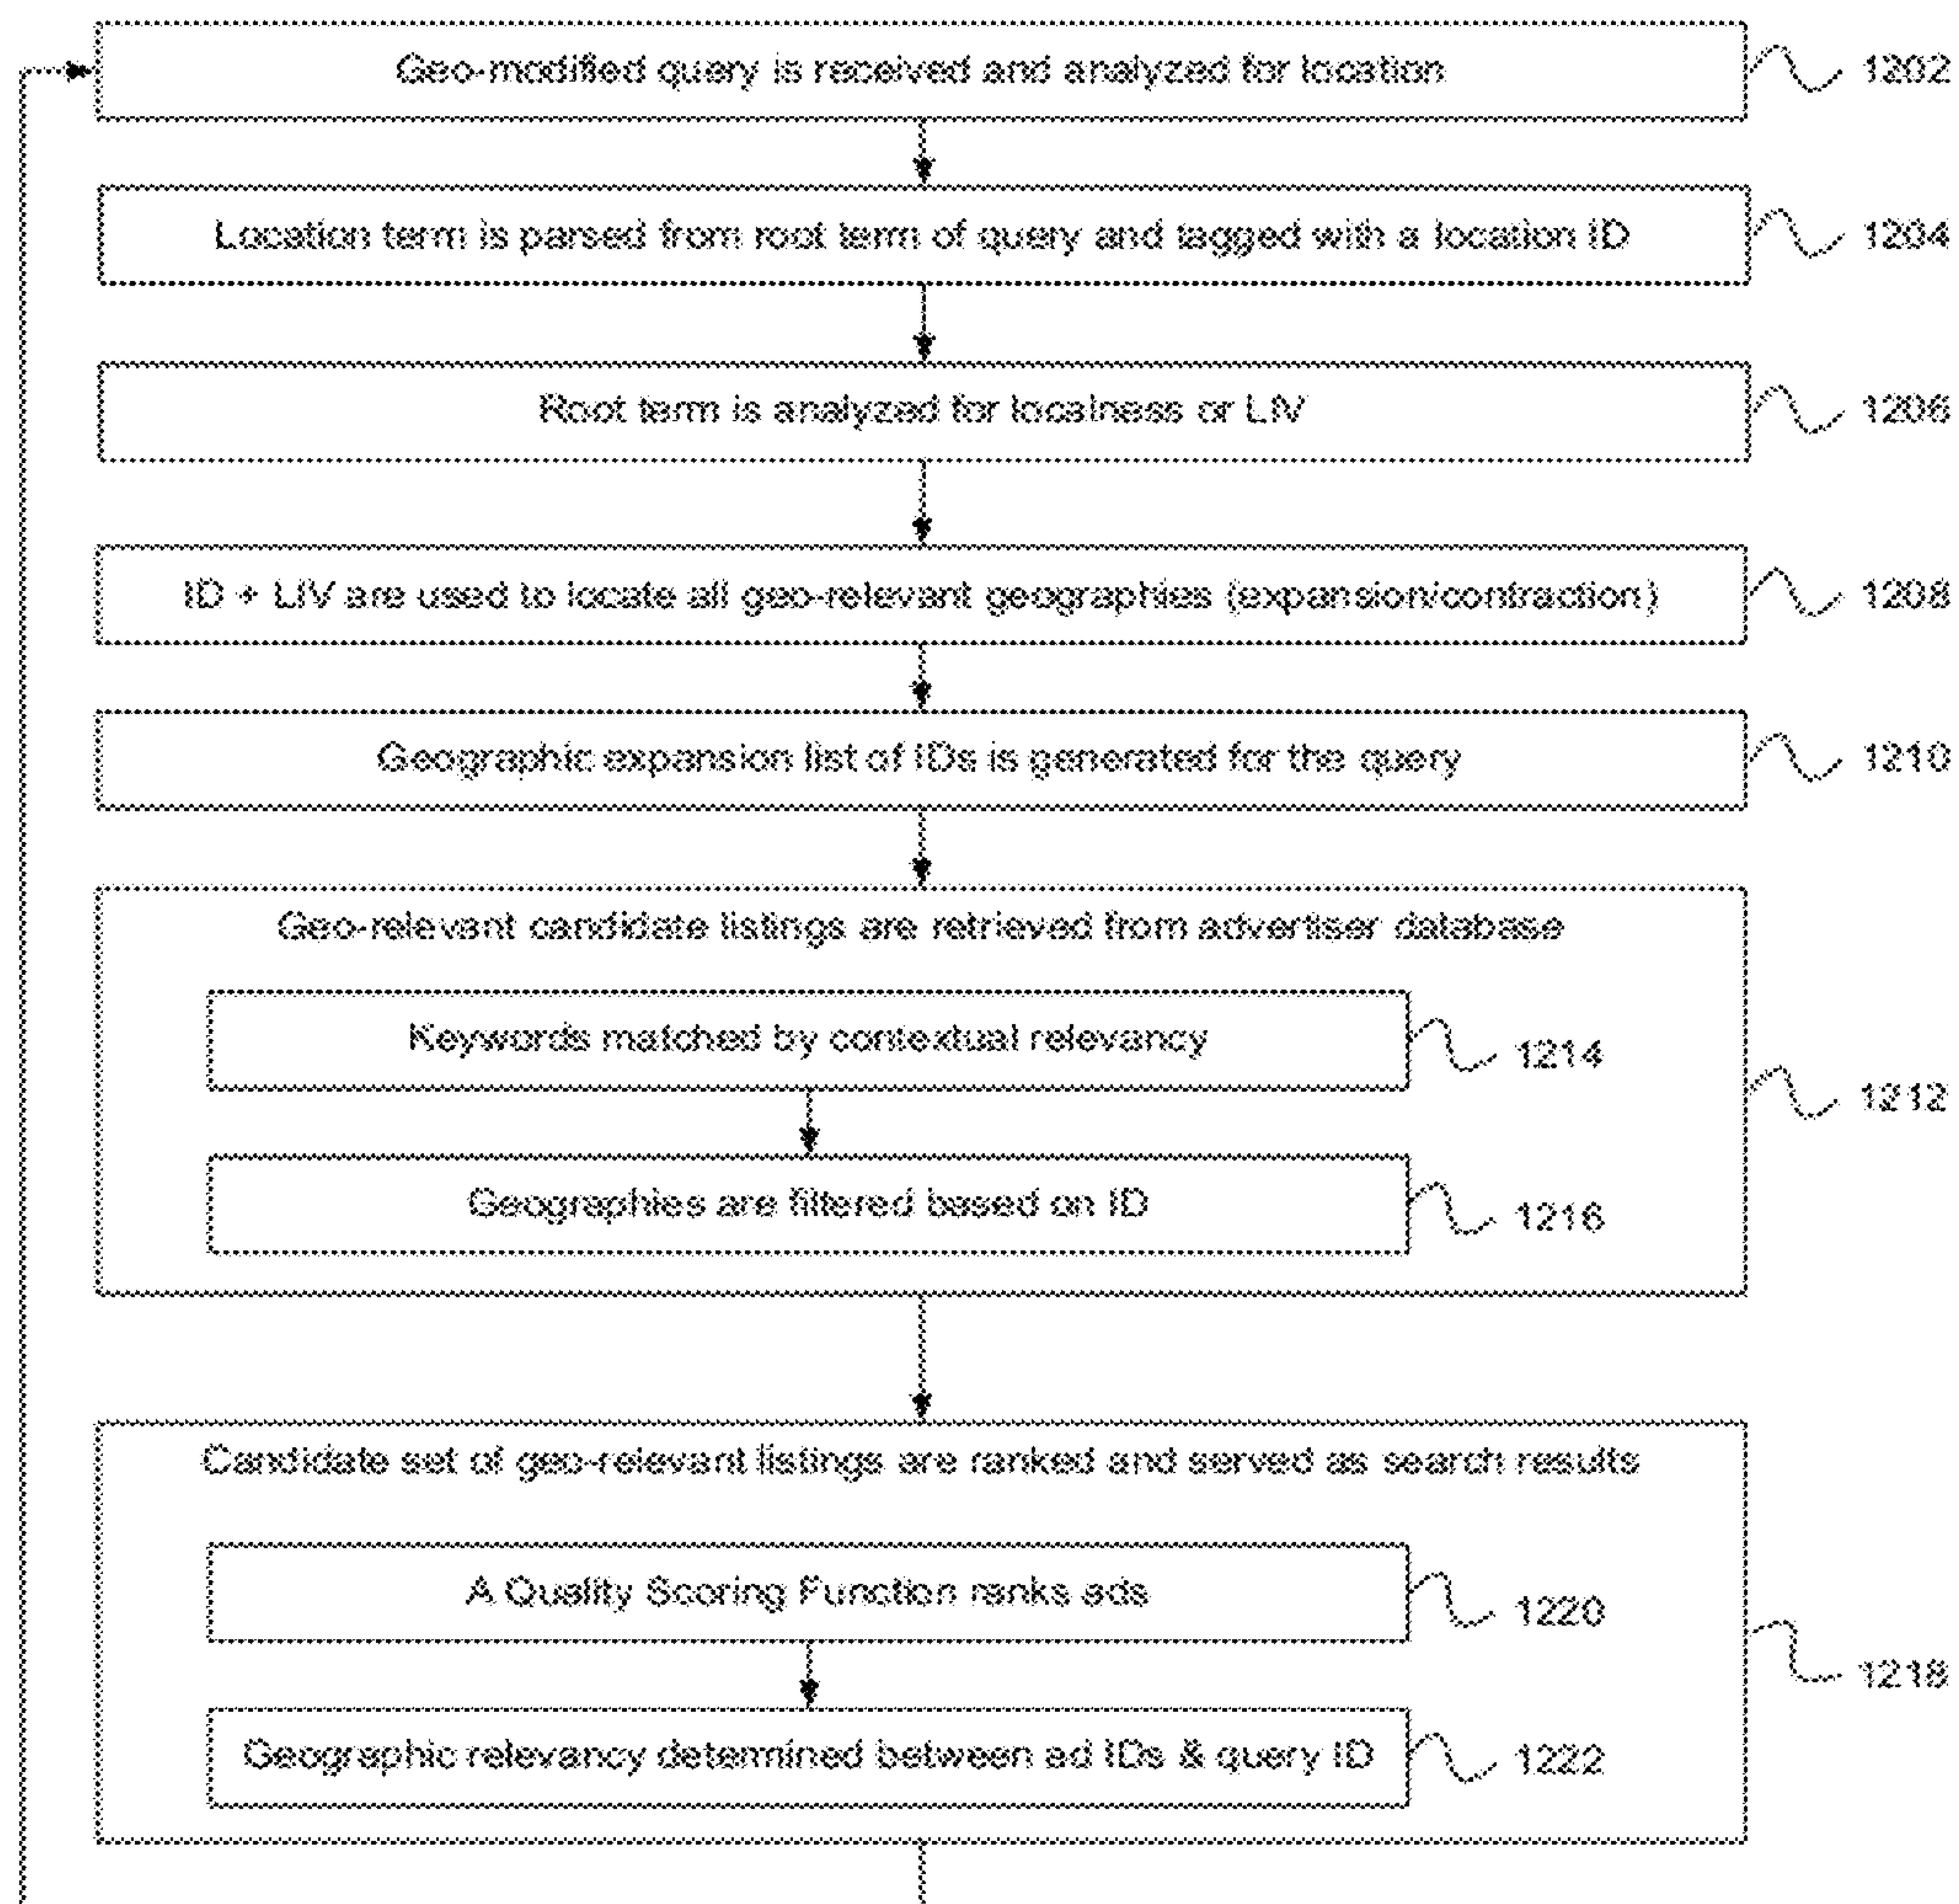 Geo-modified query is received and analyzed for location
1202
Location term is parsed from root term of query and tagged with a location ID
1204
Root term is analyzed for localness or LIV
1206
ID + LIV are used to locate all geo-relevant geographies (expansion/contraction)
1208
Geographic expansion list of IDs is generated for the query
1210
Geo-relevant candidate listings are retrieved from advertiser database
Keywords matched by contextual relevancy
1214
1212
Geographies are filtered based on ID
1216
Candidate set of geo-relevant listings are ranked and served as search results
A Quality Scoring Function ranks ads
1220
1218
Geographic relevancy determined between ad IDs & query ID
1222